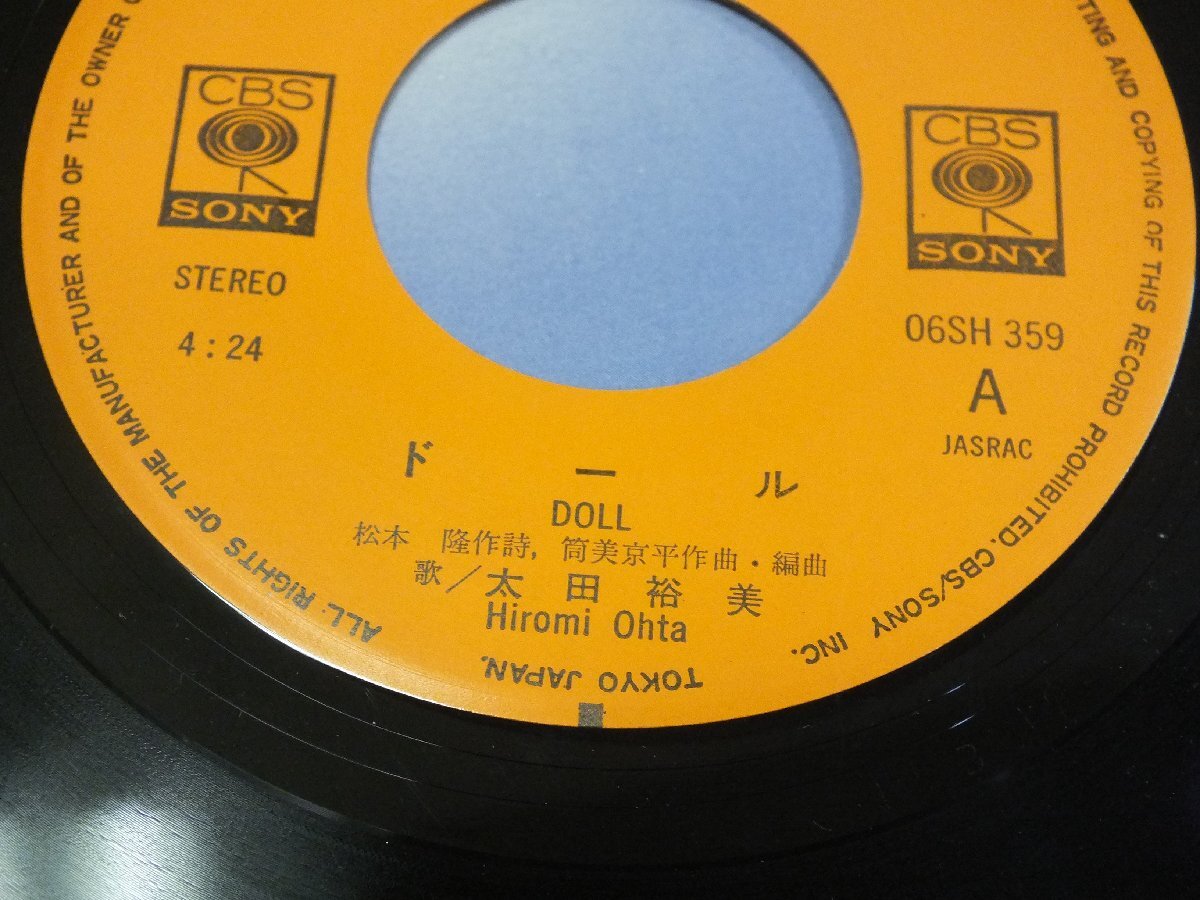 CBS
SONY
STEREO
4:24
CBS
SONY
06SH 359
A
JASRAC
ドール
DOLL
松本 隆作詩, 筒美京平作曲・編曲
歌/太田裕美
Hiromi Ohta
ALL RIGHTS OF THE MANUFACTURER AND OF THE OWNER
AND COPYING OF THIS RECORD PROHIBITED. CBS/SONY INC.
TOKYO JAPAN.